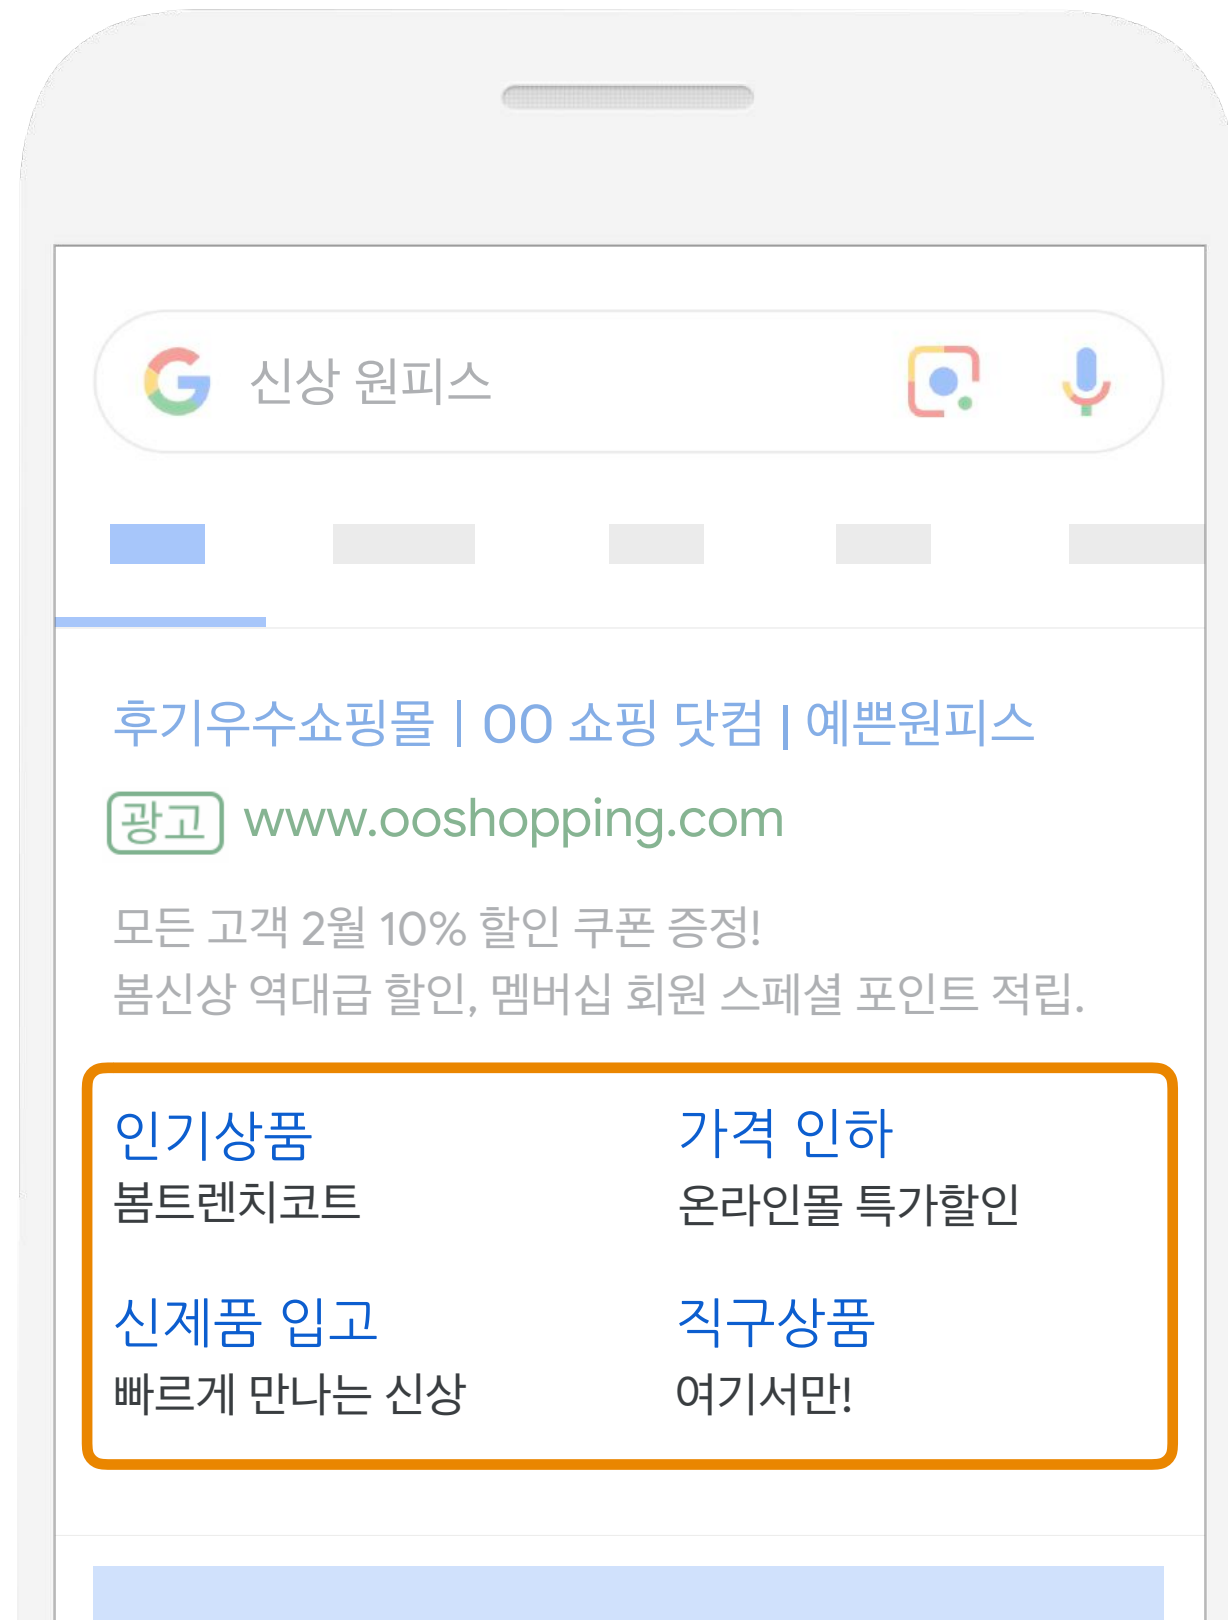 신상 원피스
후기우수쇼핑몰 | OO 쇼핑 닷컴 | 예쁜원피스
광고 www.ooshopping.com
모든 고객 2월 10% 할인 쿠폰 증정!
봄신상 역대급 할인, 멤버십 회원 스페셜 포인트 적립.
인기상품 가격 인하
봄트렌치코트 온라인몰 특가할인
신제품 입고 직구상품
빠르게 만나는 신상 여기서만!